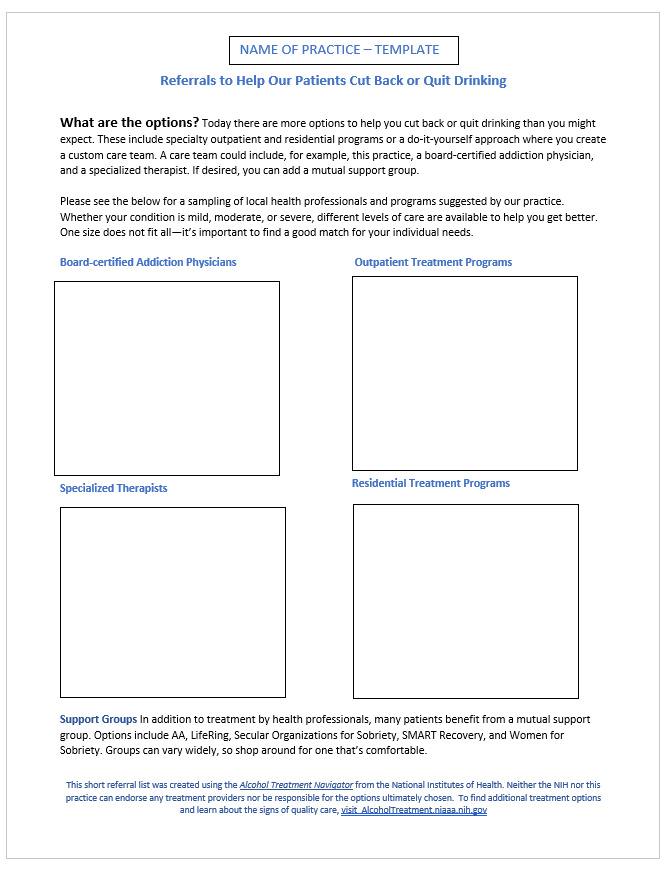 NAME OF PRACTICE – TEMPLATE
Referrals to Help Our Patients Cut Back or Quit Drinking
What are the options? Today there are more options to help you cut back or quit drinking than you might
expect. These include specialty outpatient and residential programs or a do-it-yourself approach where you create
a custom care team. A care team could include, for example, this practice, a board-certified addiction physician,
and a specialized therapist. If desired, you can add a mutual support group.
Please see the below for a sampling of local health professionals and programs suggested by our practice.
Whether your condition is mild, moderate, or severe, different levels of care are available to help you get better.
One size does not fit all—it's important to find a good match for your individual needs.
Board-certified Addiction Physicians
Outpatient Treatment Programs
Specialized Therapists
Residential Treatment Programs
Support Groups In addition to treatment by health professionals, many patients benefit from a mutual support
group. Options include AA, LifeRing, Secular Organizations for Sobriety, SMART Recovery, and Women for
Sobriety. Groups can vary widely, so shop around for one that's comfortable.
This short referral list was created using the Alcohol Treatment Navigator from the National Institutes of Health. Neither the NIH nor this
practice can endorse any treatment providers nor be responsible for the options ultimately chosen. To find additional treatment options
and learn about the signs of quality care, visit AlcoholTreatment.niaaa.nih.gov